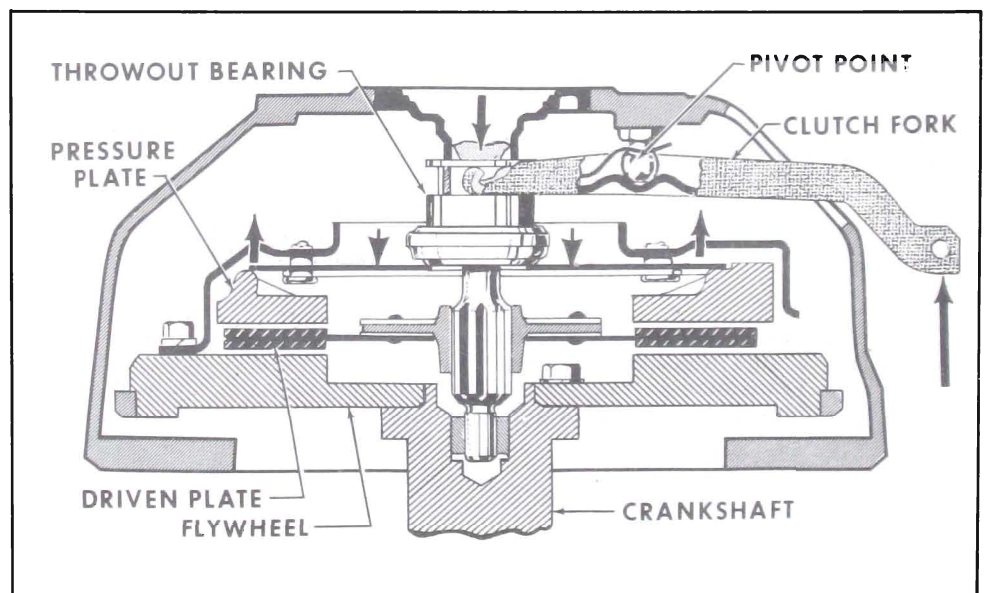 THROWOUT BEARING
PIVOT POINT
CLUTCH FORK
PRESSURE
PLATE
DRIVEN PLATE
FLYWHEEL
CRANKSHAFT